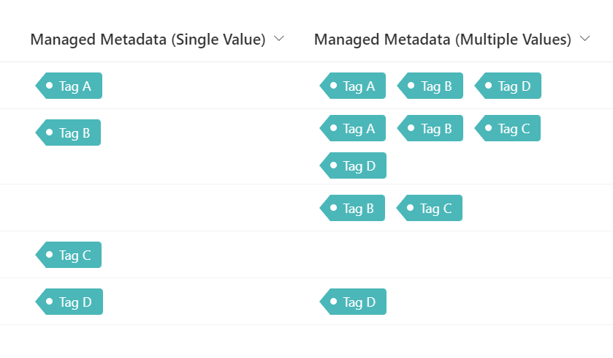 Managed Metadata (Single Value) Managed Metadata (Multiple Values)
Tag A Tag A Tag B Tag D
Tag B Tag A Tag B Tag C
Tag D
Tag B Tag C
Tag C
Tag D Tag D